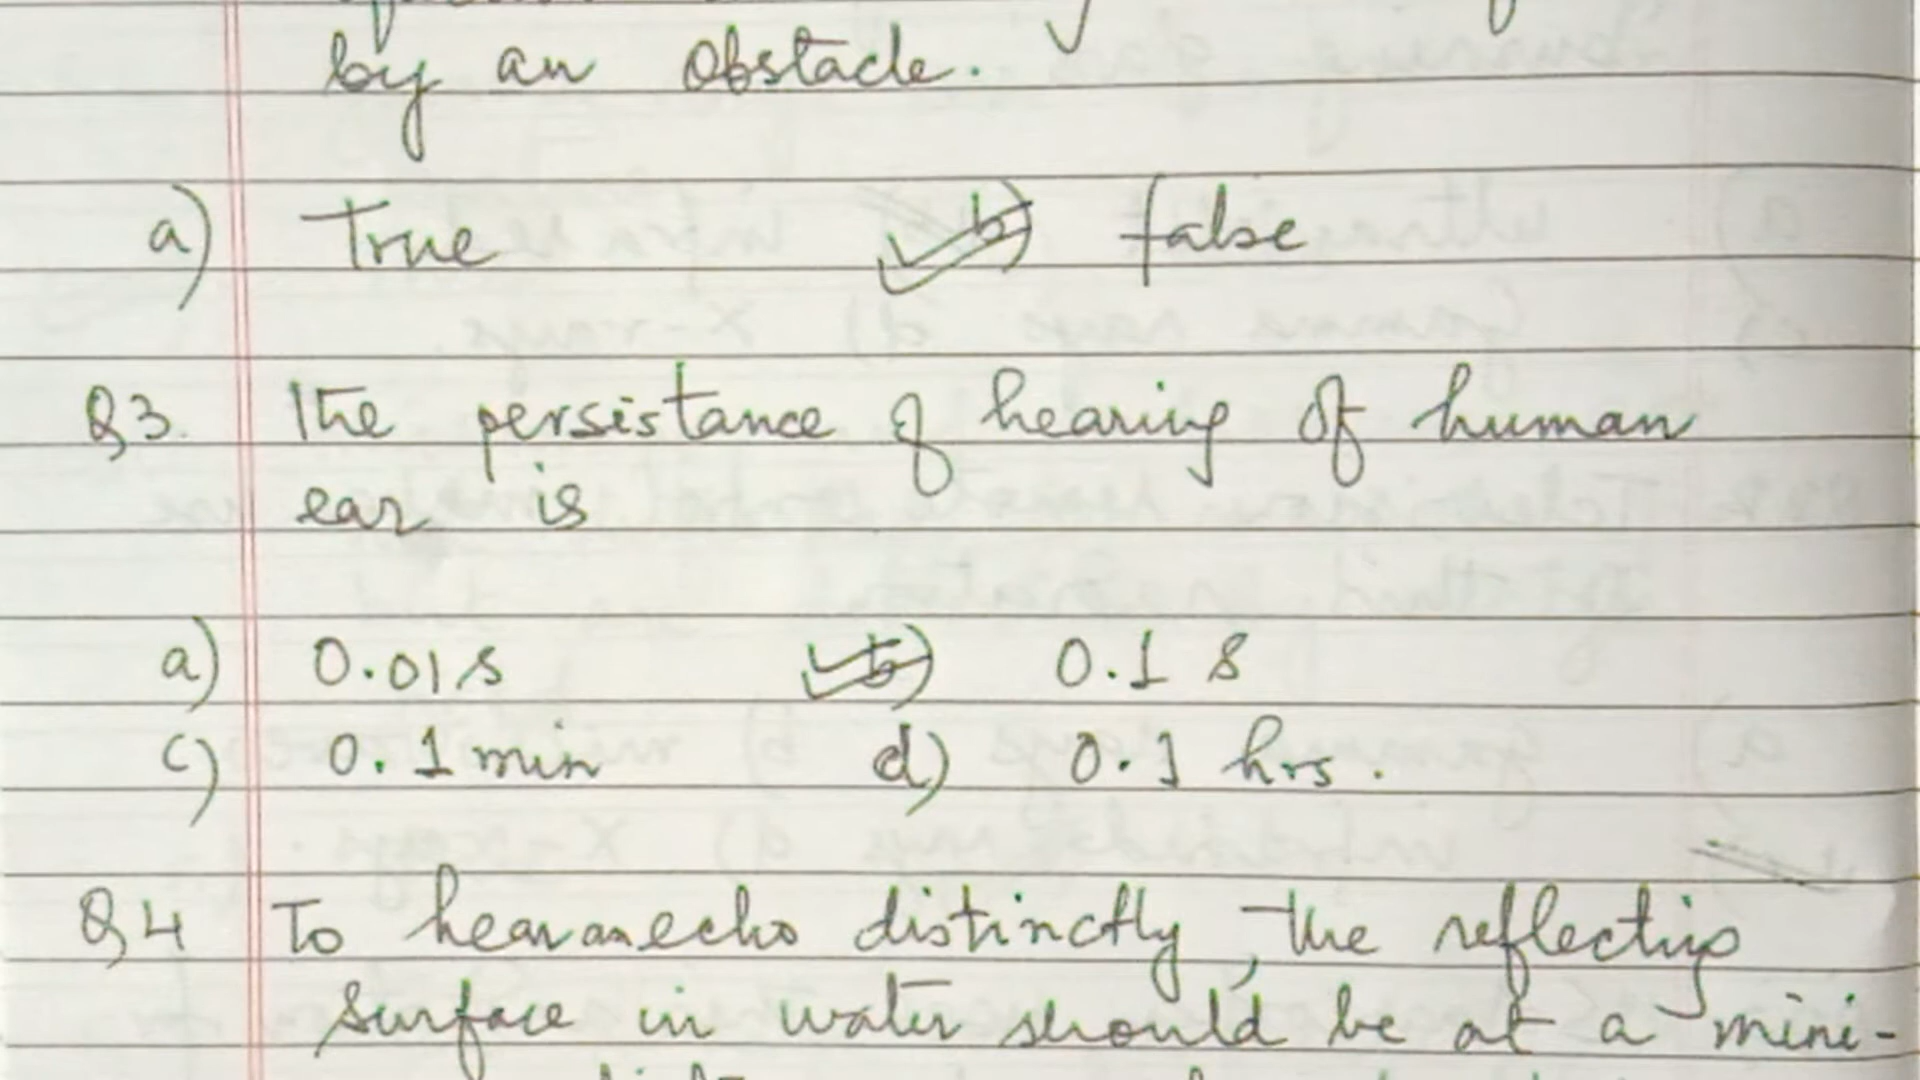 by an obstacle.
a) True b) false
Q3. The persistance of hearing of human
ear is
a) 0.01s b) 0.1 s
c) 0.1 min d) 0.1 hrs.
Q4 To hear an echo distinctly, the reflecting
surface in water should be at a mini-